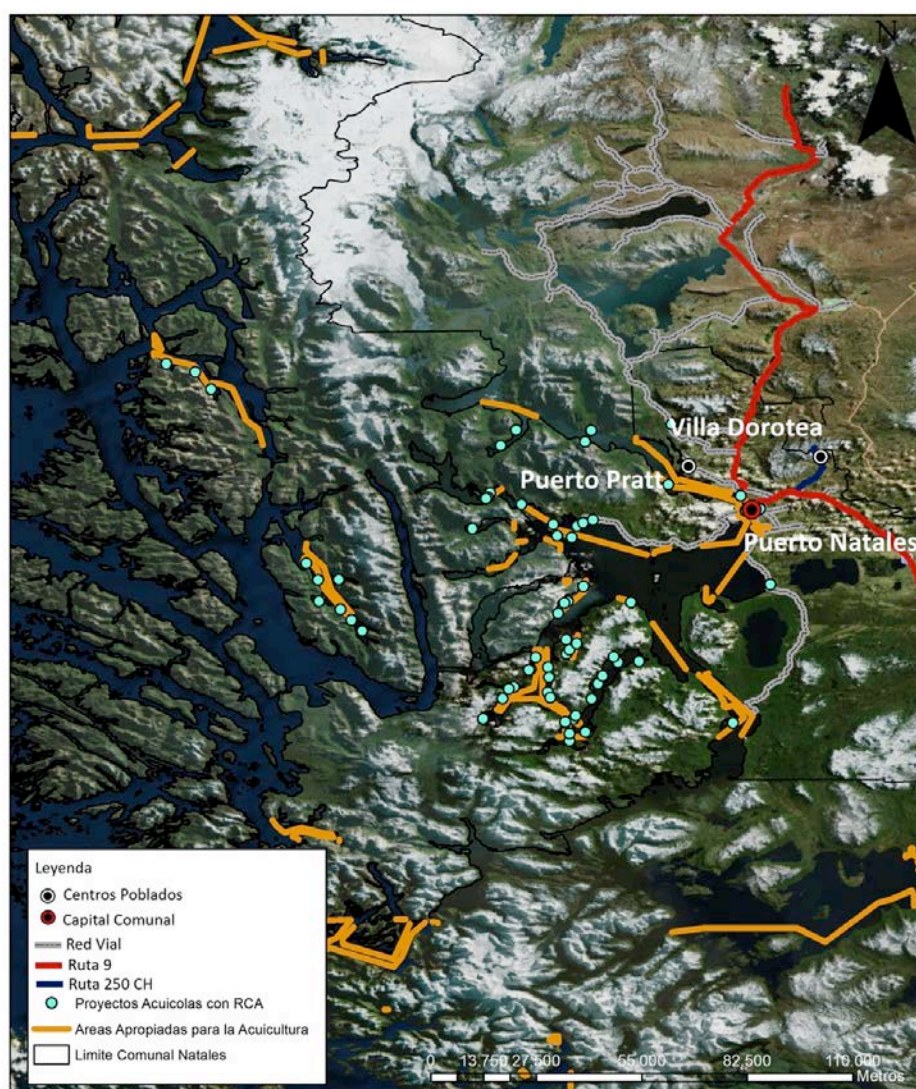 N
Villa Dorotea
Puerto Pratt
Puerto Natales
Leyenda
Centros Poblados
Capital Comunal
Red Vial
Ruta 9
Ruta 250 CH
Proyectos Acuicolas con RCA
Areas Apropiadas para la Acuicultura
Limite Comunal Natales
0 13.750 27.500 55.000 82.500 110.000
Metros